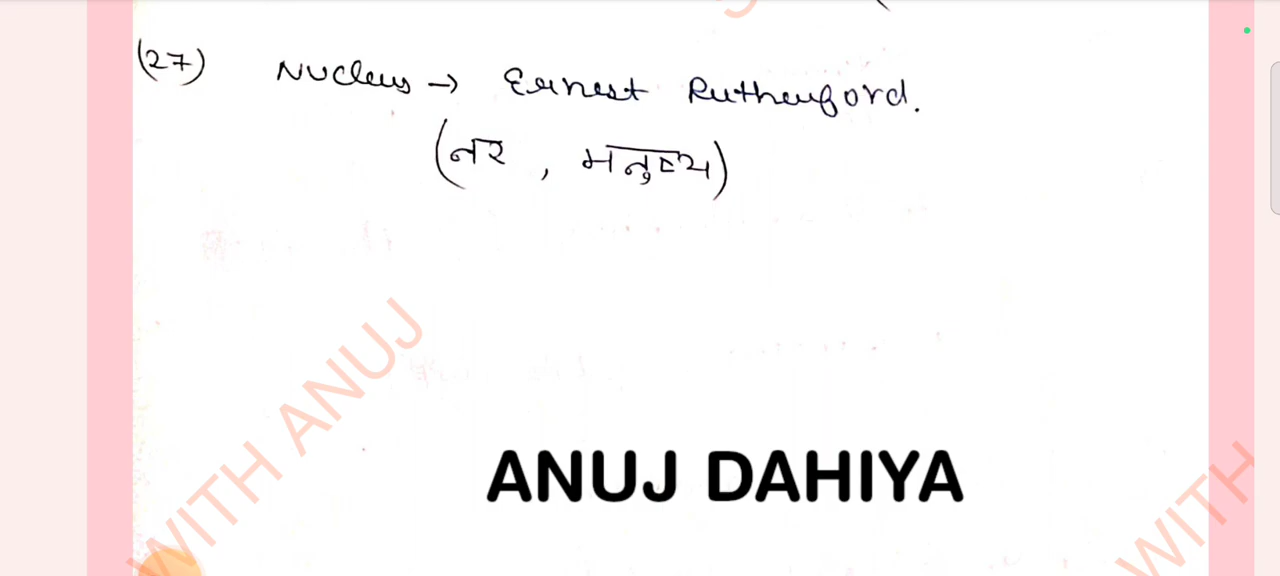 (27) Nucleus → Ernest Rutherford.
(नर, मनुष्य)
WITH ANUJ
ANUJ DAHIYA
WITH